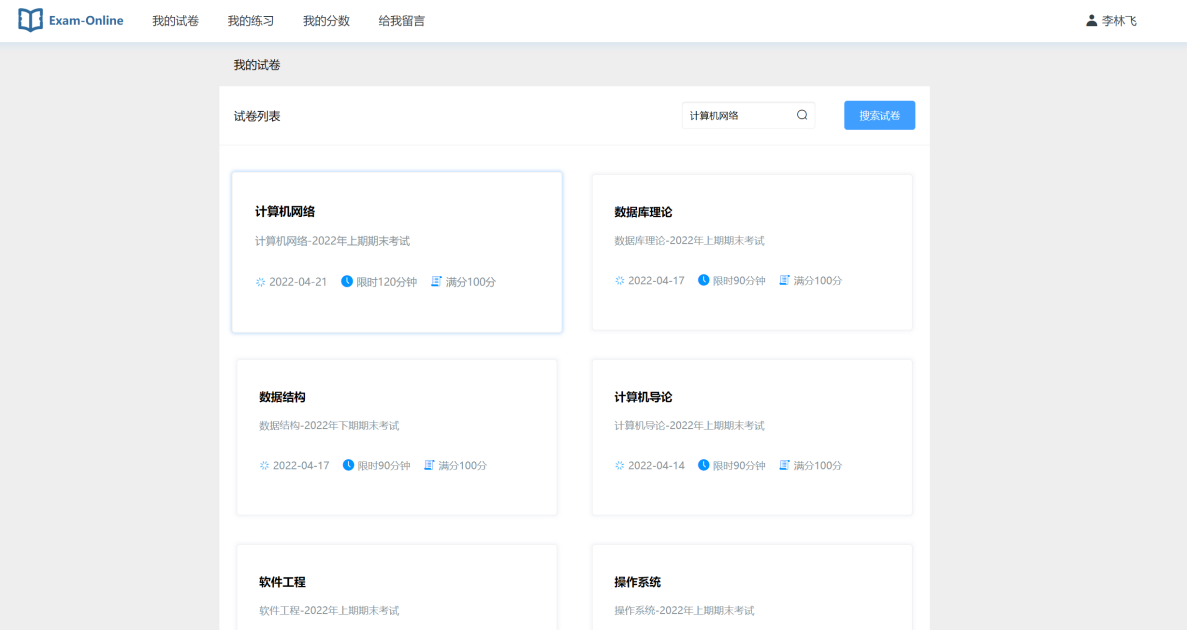 Exam-Online 我的试卷 我的练习 我的分数 给我留言 李林飞
我的试卷
试卷列表 计算机网络 搜索试卷
计算机网络
计算机网络-2022年上期期末考试
2022-04-21 限时120分钟 满分100分
数据库理论
数据库理论-2022年上期期末考试
2022-04-17 限时90分钟 满分100分
数据结构
数据结构-2022年下期期末考试
2022-04-17 限时90分钟 满分100分
计算机导论
计算机导论-2022年上期期末考试
2022-04-14 限时90分钟 满分100分
软件工程
软件工程-2022年上期期末考试
操作系统
操作系统-2022年上期期末考试